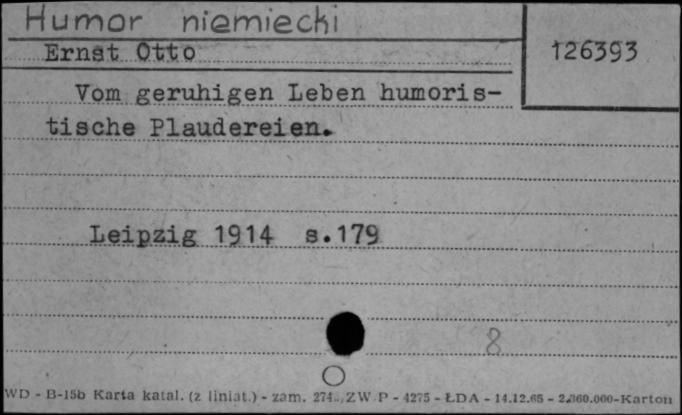 Humor niemiecki
Ernst Otto
126393
Vom geruhigen Leben humoris-
tische Plaudereien.
Leipzig 1914 s.179
8
WD - B-15b Karta katal. (z liniat.) - zam. 274., ZW P - 4275 - ŁDA - 14.12.65 - 2.360.000-Karton